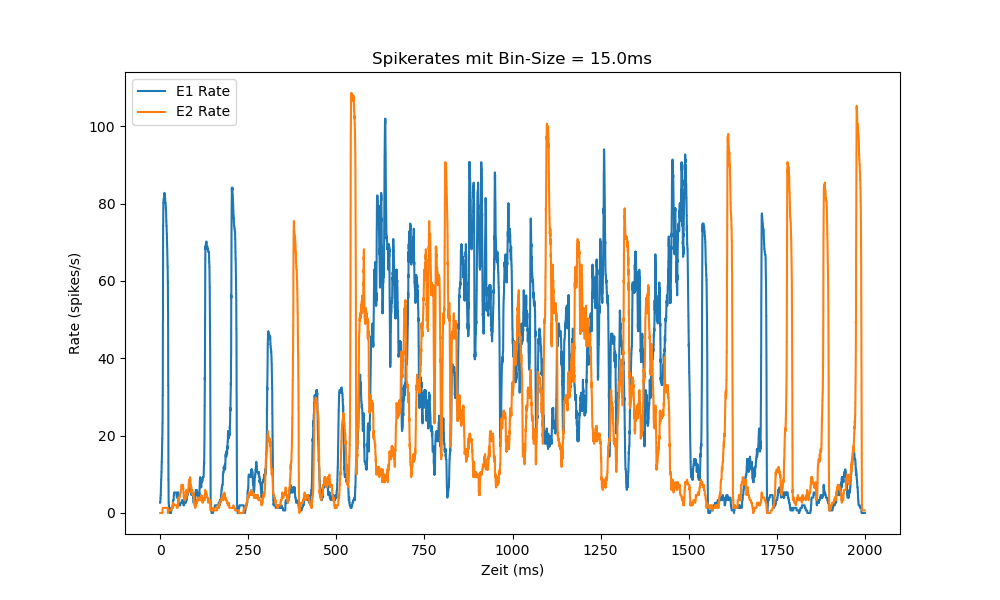 Spikerates mit Bin-Size = 15.0ms
E1 Rate
E2 Rate
Rate (spikes/s)
100
80
60
40
20
0
0 250 500 750 1000 1250 1500 1750 2000
Zeit (ms)